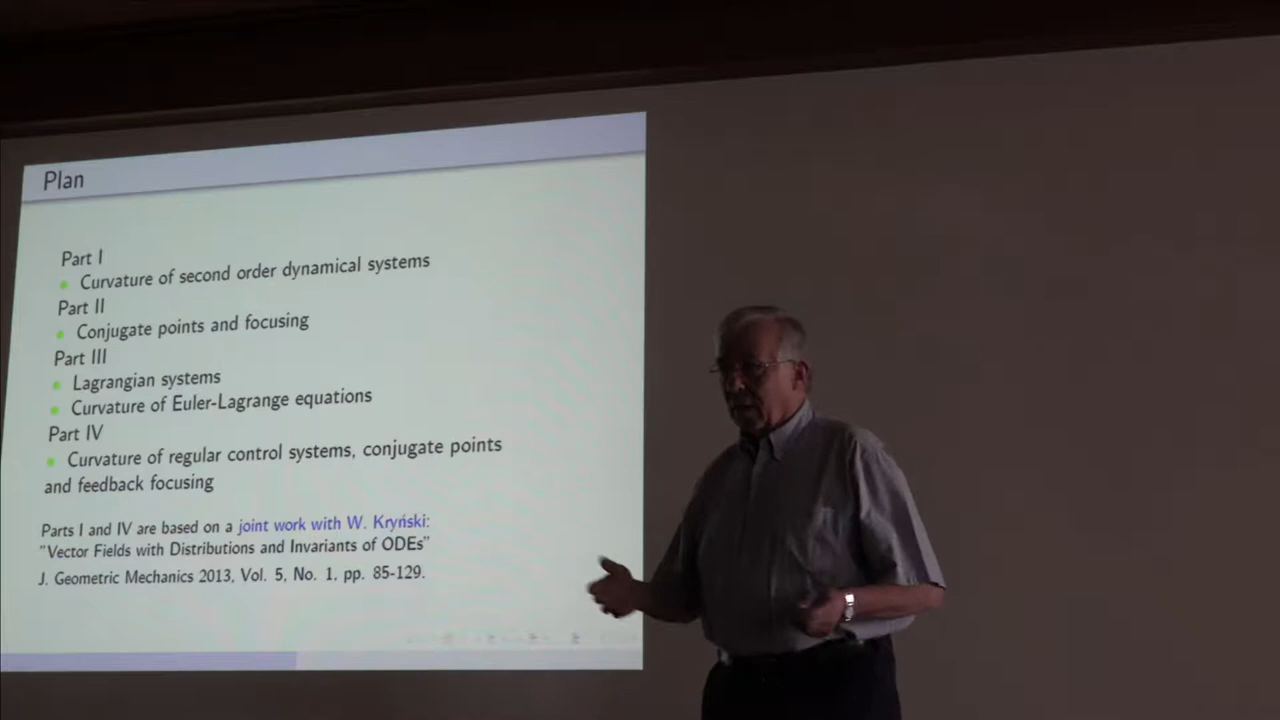 Plan
Part I
Curvature of second order dynamical systems
Part II
Conjugate points and focusing
Part III
Lagrangian systems
Curvature of Euler-Lagrange equations
Part IV
Curvature of regular control systems, conjugate points
and feedback focusing
Parts I and IV are based on a joint work with W. Kryński:
"Vector Fields with Distributions and Invariants of ODEs"
J. Geometric Mechanics 2013, Vol. 5, No. 1, pp. 85-129.